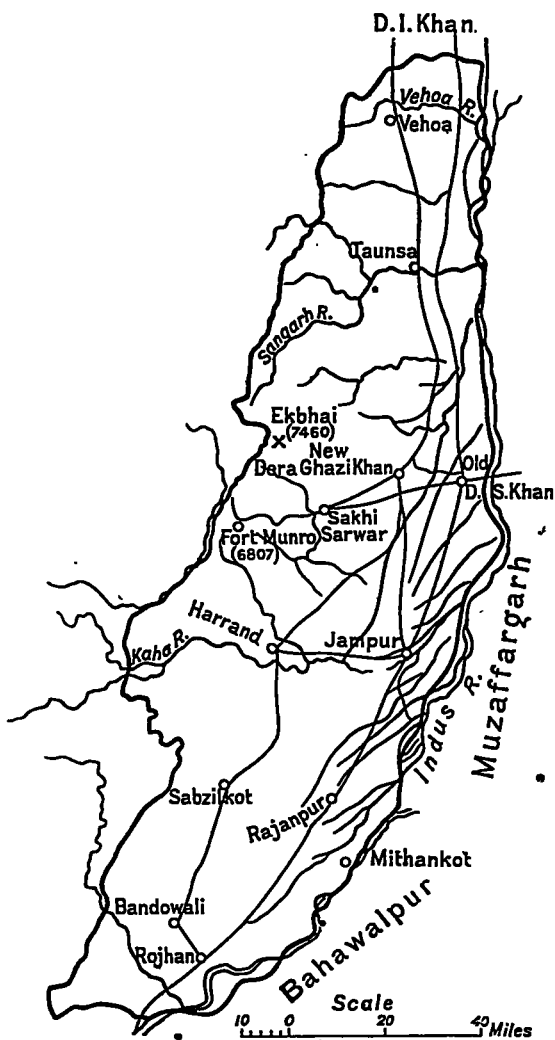 D.I.Khan.
Vehoa R.
Vehoa
Taunsa
Sangarh R.
Ekbhai
(7460)
New
Dera Ghazi Khan
Old
D. S. Khan
Sakhi
Sarwar
Fort Munro
(6807)
Harrand
Jampur
Kaha R.
Indus R.
Muzaffargarh
Sabzilkot
Rajanpur
Mithankot
Bandowali
Rojhan
Bahawalpur
Scale
10 0 20 40 Miles